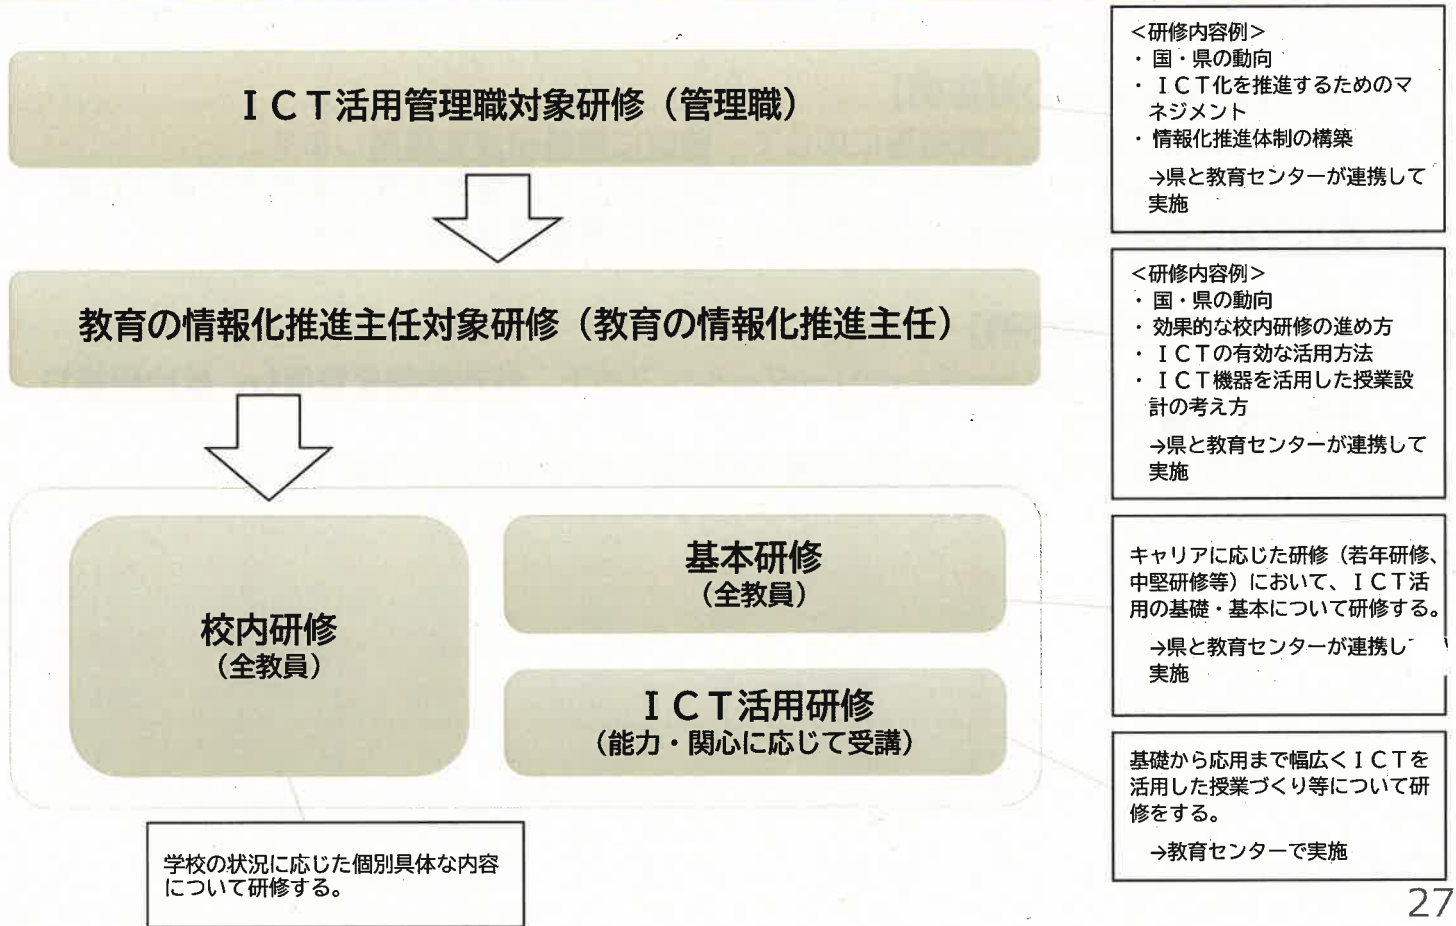 ＩＣＴ活用管理職対象研修（管理職）
＜研修内容例＞
・国・県の動向
・ＩＣＴ化を推進するためのマ
ネジメント
・情報化推進体制の構築
→県と教育センターが連携して
実施
教育の情報化推進主任対象研修（教育の情報化推進主任）
＜研修内容例＞
・国・県の動向
・効果的な校内研修の進め方
・ＩＣＴの有効な活用方法
・ＩＣＴ機器を活用した授業設
計の考え方
→県と教育センターが連携して
実施
校内研修
（全教員）
学校の状況に応じた個別具体な内容
について研修する。
基本研修
（全教員）
キャリアに応じた研修（若年研修、
中堅研修等）において、ＩＣＴ活
用の基礎・基本について研修する。
→県と教育センターが連携し
実施
ＩＣＴ活用研修
（能力・関心に応じて受講）
基礎から応用まで幅広くＩＣＴを
活用した授業づくり等について研
修をする。
→教育センターで実施
27